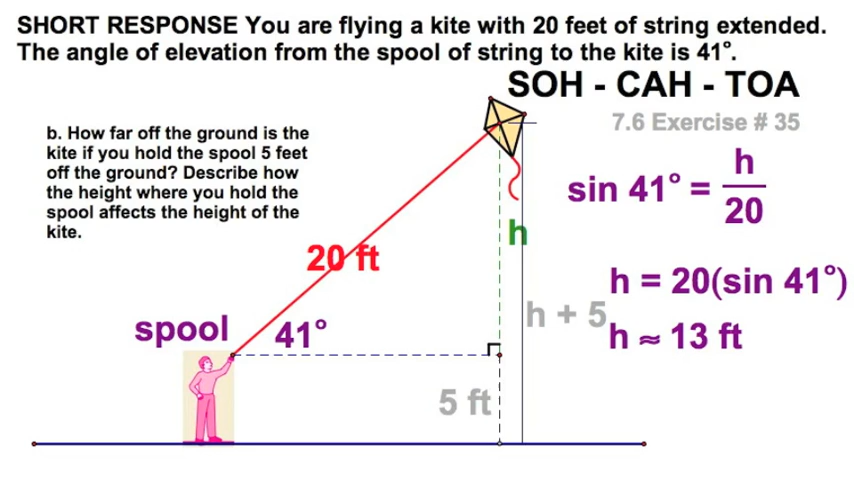 SHORT RESPONSE You are flying a kite with 20 feet of string extended.
The angle of elevation from the spool of string to the kite is 41°.
SOH - CAH - TOA
7.6 Exercise # 35
b. How far off the ground is the
kite if you hold the spool 5 feet
off the ground? Describe how
the height where you hold the
spool affects the height of the
kite.
sin 41° = h/20
h
20 ft
h = 20(sin 41°)
h + 5
spool
41°
h ≈ 13 ft
5 ft